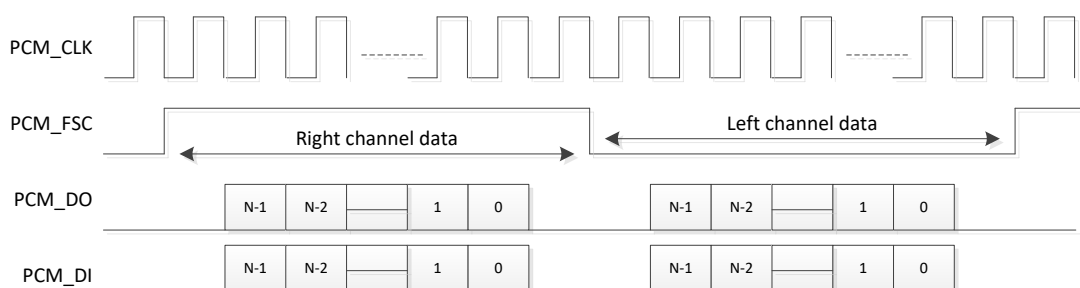 PCM_CLK
PCM_FSC
Right channel data
Left channel data
PCM_DO
N-1 N-2 1 0 N-1 N-2 1 0
PCM_DI
N-1 N-2 1 0 N-1 N-2 1 0